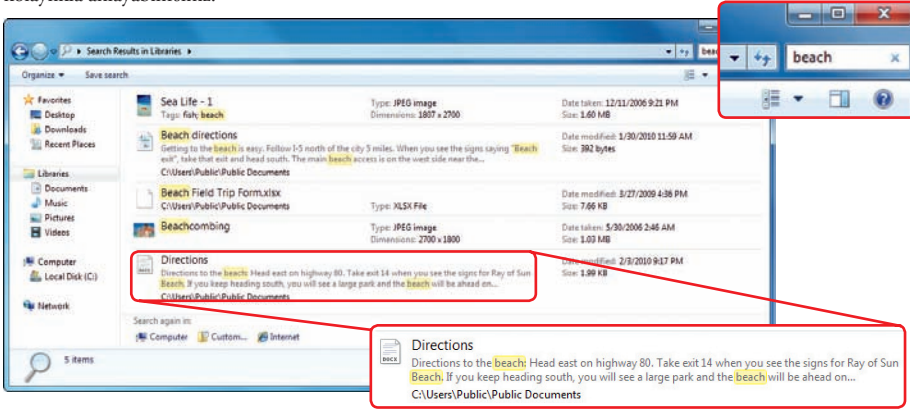 beach
Search Results in Libraries
Organize
Save search
Favorites
Desktop
Downloads
Recent Places
Libraries
Documents
Music
Pictures
Videos
Computer
Local Disk (C:)
Network
Sea Life - 1
Tags: fish; beach
Type: JPEG image
Dimensions: 1807 x 2700
Date taken: 12/11/2006 9:21 PM
Size: 1.60 MB
Beach directions
Getting to the beach is easy. Follow I-5 north of the city 5 miles. When you see the signs saying "Beach
exit", take that exit and head south. The main beach access is on the west side near the...
C:\Users\Public\Public Documents
Date modified: 1/30/2010 11:59 AM
Size: 392 bytes
Beach Field Trip Form.xlsx
C:\Users\Public\Public Documents
Type: XLSX File
Date modified: 3/27/2009 4:36 PM
Size: 7.66 KB
Beachcombing
Type: JPEG image
Dimensions: 2700 x 1800
Date taken: 5/30/2006 2:46 AM
Size: 1.03 MB
Directions
Directions to the beach: Head east on highway 80. Take exit 14 when you see the signs for Ray of Sun
Beach. If you keep heading south, you will see a large park and the beach will be ahead on...
C:\Users\Public\Public Documents
Date modified: 2/3/2010 9:17 PM
Size: 1.99 KB
Search again in:
Computer
Custom...
Internet
5 items
DOCX
Directions
Directions to the beach: Head east on highway 80. Take exit 14 when you see the signs for Ray of Sun
Beach. If you keep heading south, you will see a large park and the beach will be ahead on...
C:\Users\Public\Public Documents